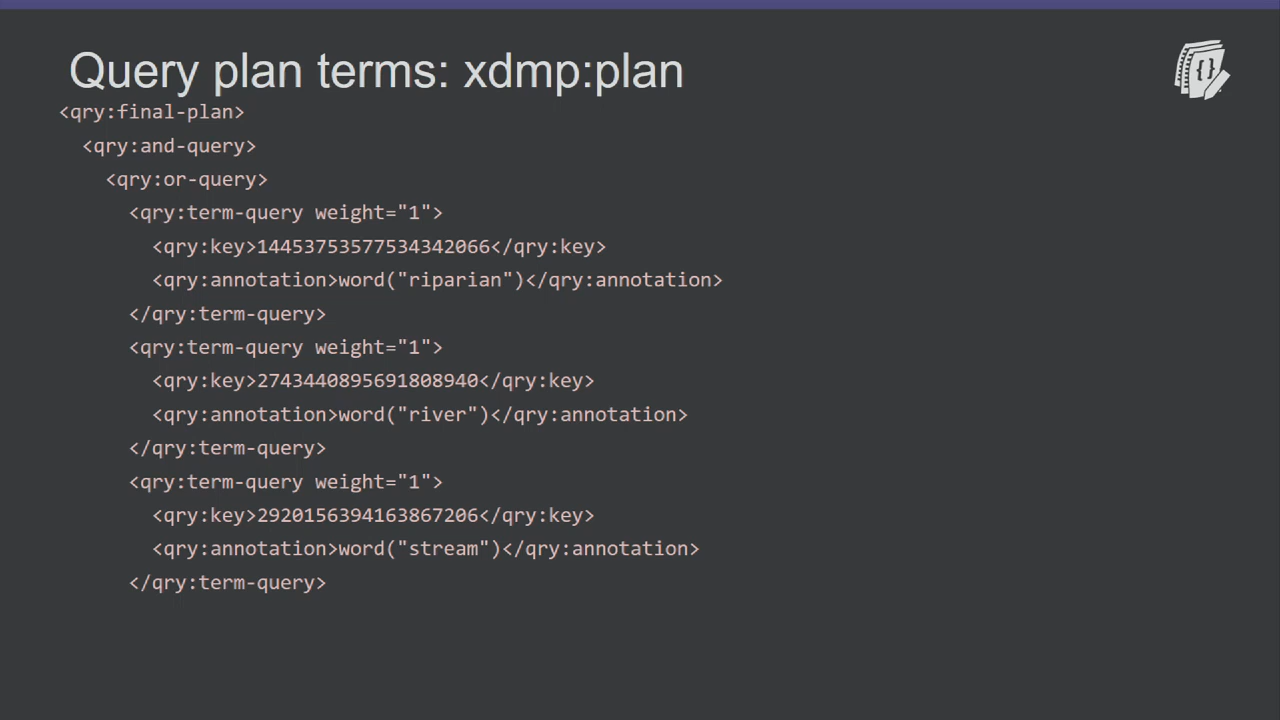 Query plan terms: xdmp:plan
<qry:final-plan>
<qry:and-query>
<qry:or-query>
<qry:term-query weight="1">
<qry:key>14453753577534342066</qry:key>
<qry:annotation>word("riparian")</qry:annotation>
</qry:term-query>
<qry:term-query weight="1">
<qry:key>2743440895691808940</qry:key>
<qry:annotation>word("river")</qry:annotation>
</qry:term-query>
<qry:term-query weight="1">
<qry:key>2920156394163867206</qry:key>
<qry:annotation>word("stream")</qry:annotation>
</qry:term-query>